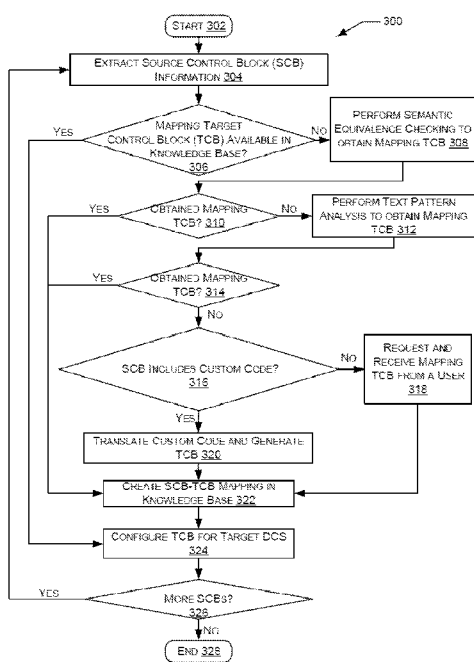 300
START 302
EXTRACT SOURCE CONTROL BLOCK (SCB)
INFORMATION 304
YES
MAPPING TARGET
CONTROL BLOCK (TCB) AVAILABLE IN
KNOWLEDGE BASE?
306
NO
PERFORM SEMANTIC
EQUIVALENCE CHECKING TO
OBTAIN MAPPING TCB 308
YES
OBTAINED MAPPING
TCB?
310
NO
PERFORM TEXT PATTERN
ANALYSIS TO OBTAIN MAPPING
TCB 312
YES
OBTAINED MAPPING
TCB? 314
NO
SCB INCLUDES CUSTOM CODE?
316
NO
REQUEST AND
RECEIVE MAPPING
TCB FROM A USER
318
YES
TRANSLATE CUSTOM CODE AND GENERATE
TCB 320
CREATE SCB-TCB MAPPING IN
KNOWLEDGE BASE 322
CONFIGURE TCB FOR TARGET DCS
324
YES
MORE SCBS?
326
NO
END 328